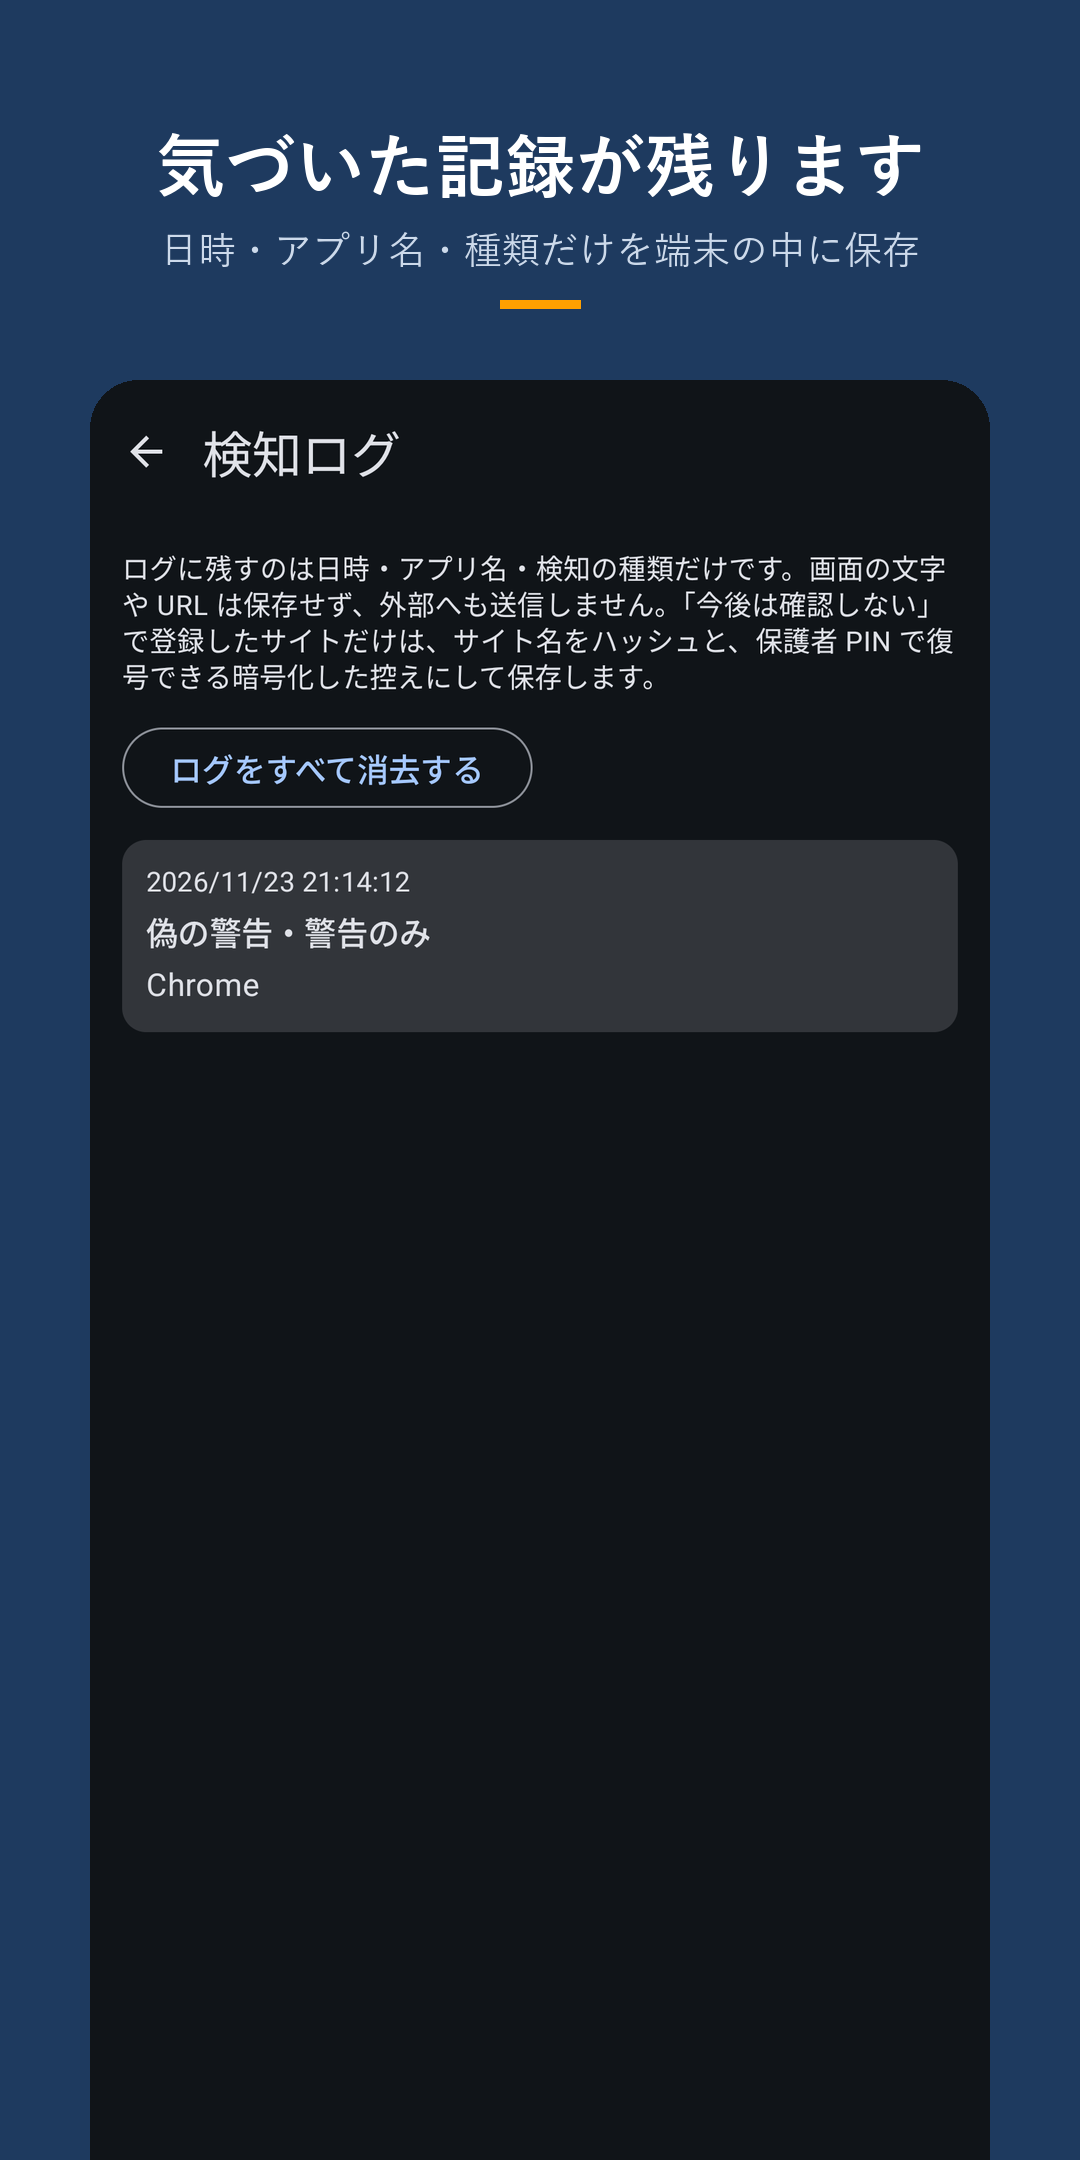 気づいた記録が残ります
日時・アプリ名・種類だけを端末の中に保存
検知ログ
ログに残すのは日時・アプリ名・検知の種類だけです。画面の文字
や URL は保存せず、外部へも送信しません。「今後は確認しない」
で登録したサイトだけは、サイト名をハッシュと、保護者 PIN で復
号できる暗号化した控えにして保存します。
ログをすべて消去する
2026/11/23 21:14:12
偽の警告・警告のみ
Chrome